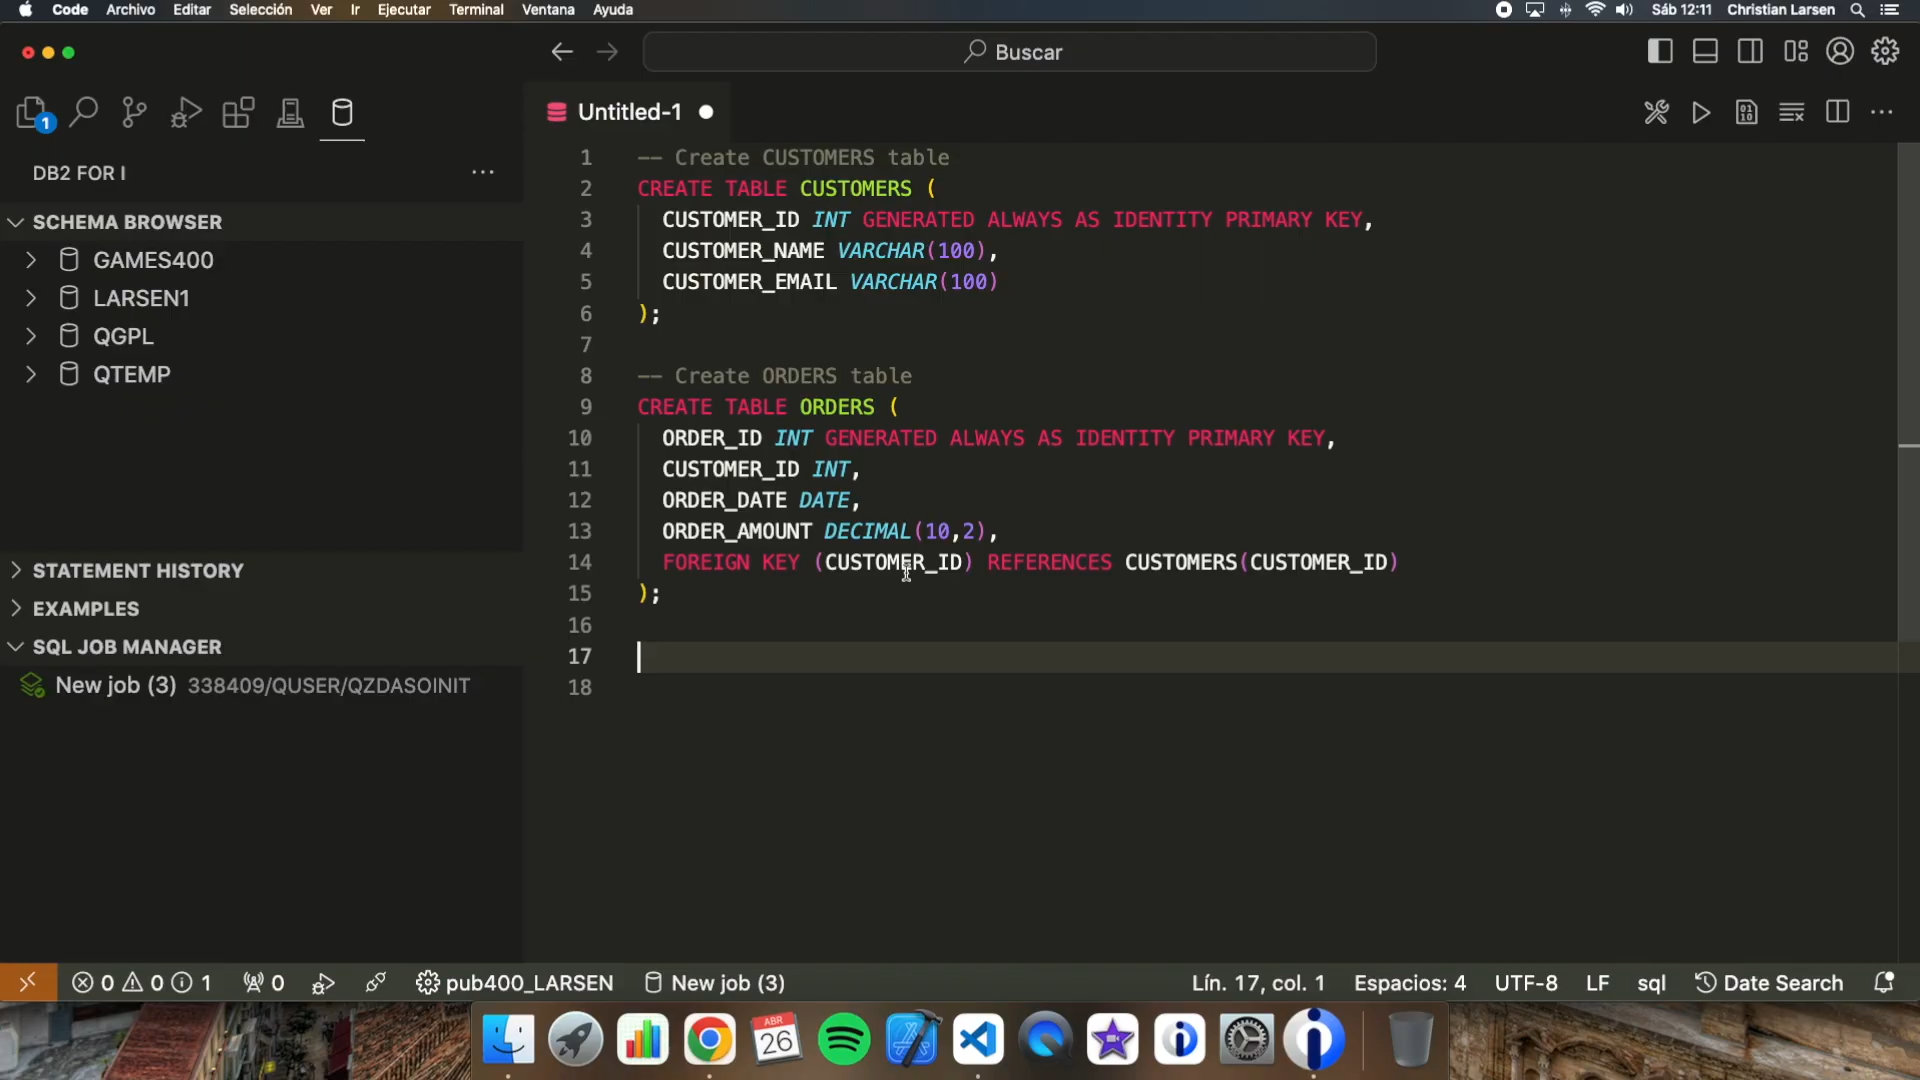 Code Archivo Editar Selección Ver Ir Ejecutar Terminal Ventana Ayuda Sáb 12:11 Christian Larsen
Buscar
1
Untitled-1
DB2 FOR I
SCHEMA BROWSER
GAMES400
LARSEN1
QGPL
QTEMP
STATEMENT HISTORY
EXAMPLES
SQL JOB MANAGER
New job (3) 338409/QUSER/QZDASOINIT
1 -- Create CUSTOMERS table
2 CREATE TABLE CUSTOMERS (
3 CUSTOMER_ID INT GENERATED ALWAYS AS IDENTITY PRIMARY KEY,
4 CUSTOMER_NAME VARCHAR(100),
5 CUSTOMER_EMAIL VARCHAR(100)
6 );
7
8 -- Create ORDERS table
9 CREATE TABLE ORDERS (
10 ORDER_ID INT GENERATED ALWAYS AS IDENTITY PRIMARY KEY,
11 CUSTOMER_ID INT,
12 ORDER_DATE DATE,
13 ORDER_AMOUNT DECIMAL(10,2),
14 FOREIGN KEY (CUSTOMER_ID) REFERENCES CUSTOMERS(CUSTOMER_ID)
15 );
16
17
18
0 0 1 0 pub400_LARSEN New job (3) Lín. 17, col. 1 Espacios: 4 UTF-8 LF sql Date Search
ABR
26